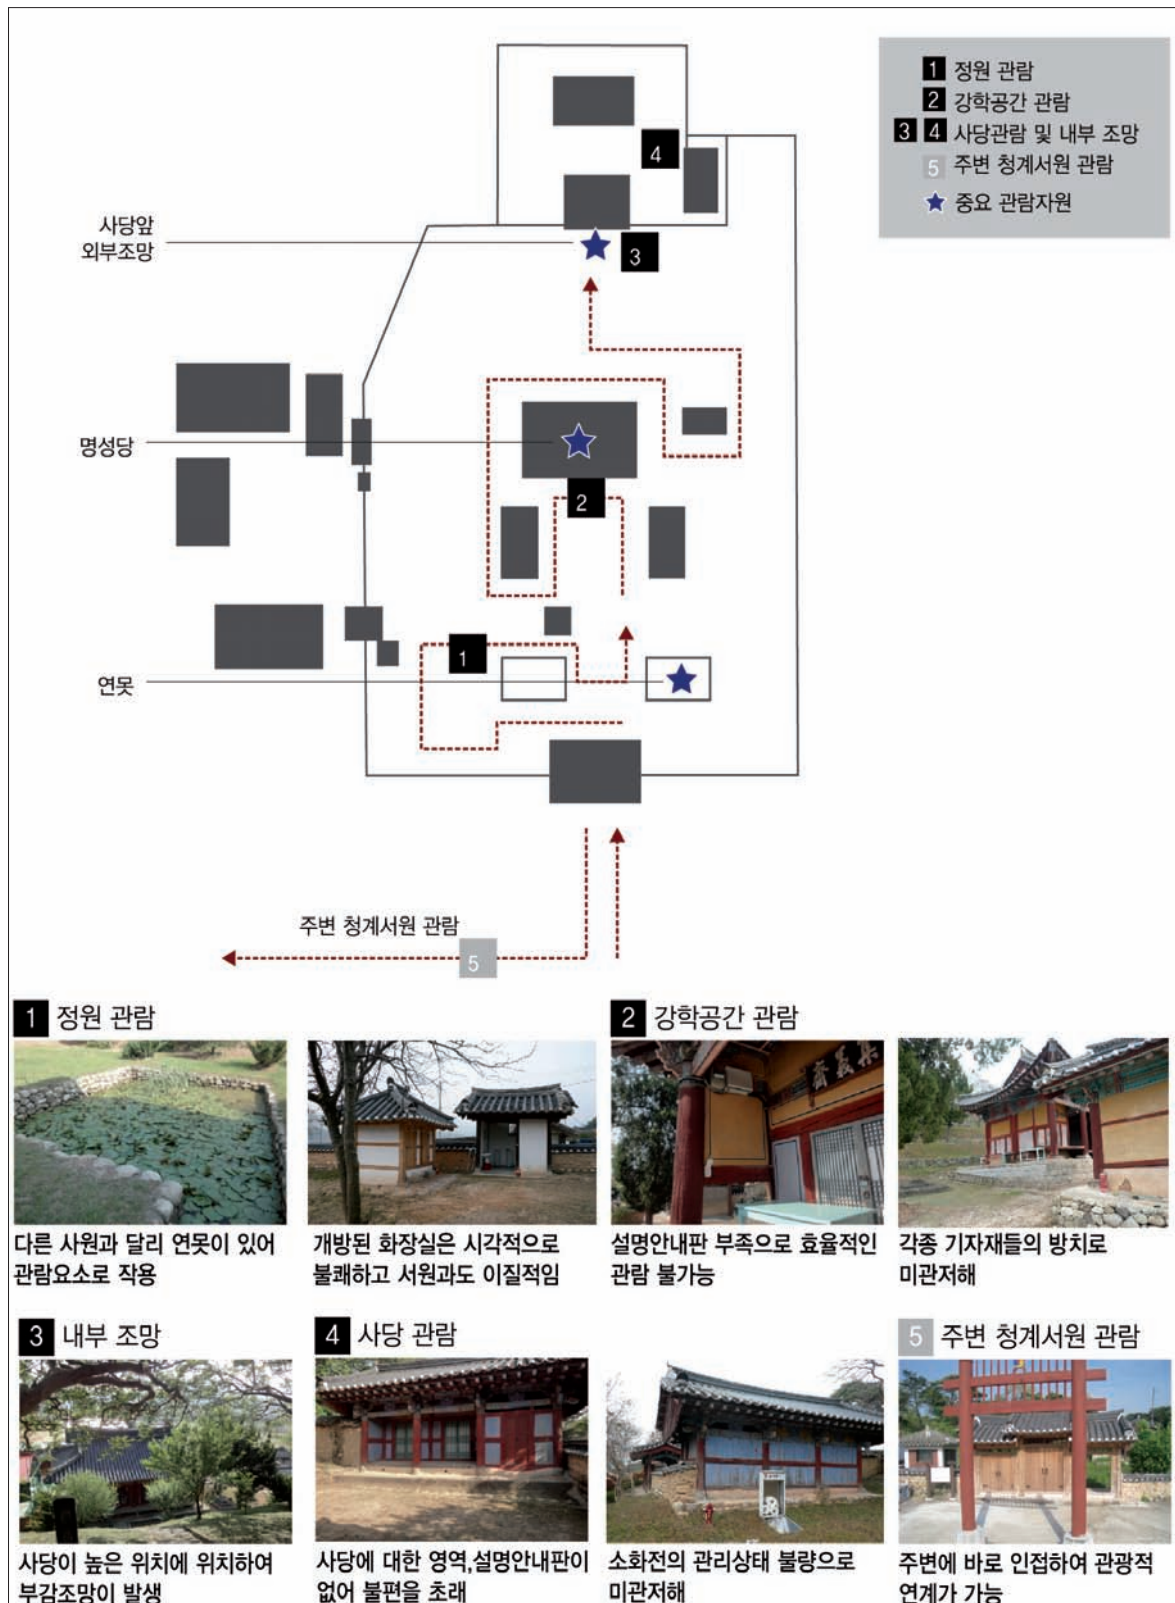 1 정원 관람
2 강학공간 관람
3 4 사당관람 및 내부 조망
5 주변 청계서원 관람
중요 관람자원
4
사당앞
외부조망
3
명성당
2
1
연못
주변 청계서원 관람
5
1 정원 관람
다른 사원과 달리 연못이 있어
관람요소로 작용
개방된 화장실은 시각적으로
불쾌하고 서원과도 이질적임
2 강학공간 관람
齋義集
설명안내판 부족으로 효율적인
관람 불가능
각종 기자재들의 방치로
미관저해
3 내부 조망
사당이 높은 위치에 위치하여
부감조망이 발생
4 사당 관람
사당에 대한 영역,설명안내판이
없어 불편을 초래
소화전의 관리상태 불량으로
미관저해
5 주변 청계서원 관람
주변에 바로 인접하여 관광적
연계가 가능